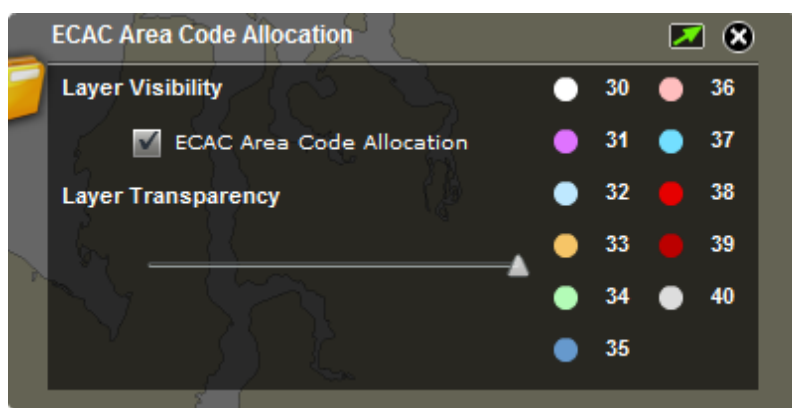 ECAC Area Code Allocation
Layer Visibility 30 36
ECAC Area Code Allocation 31 37
Layer Transparency 32 38
33 39
34 40
35